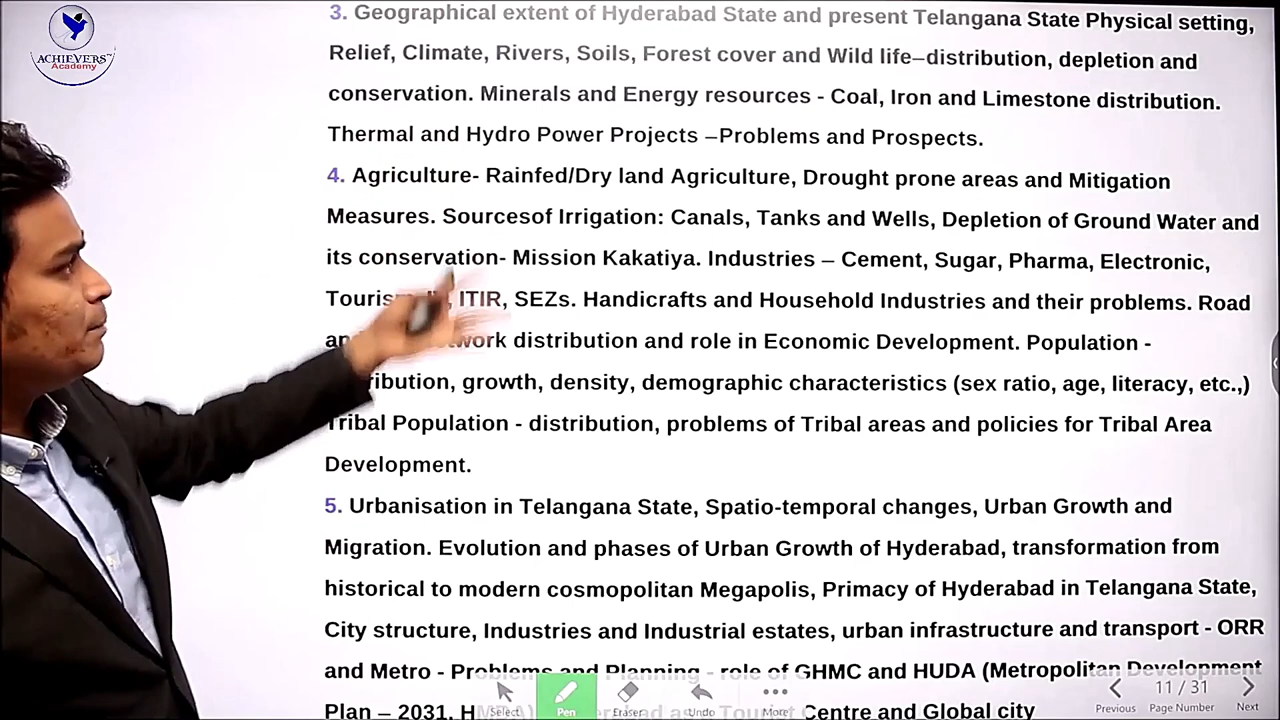 ACHIEVERS
Academy
3. Geographical extent of Hyderabad State and present Telangana State Physical setting,
Relief, Climate, Rivers, Soils, Forest cover and Wild life–distribution, depletion and
conservation. Minerals and Energy resources - Coal, Iron and Limestone distribution.
Thermal and Hydro Power Projects –Problems and Prospects.
4. Agriculture- Rainfed/Dry land Agriculture, Drought prone areas and Mitigation
Measures. Sourcesof Irrigation: Canals, Tanks and Wells, Depletion of Ground Water and
its conservation- Mission Kakatiya. Industries – Cement, Sugar, Pharma, Electronic,
ITIR, SEZs. Handicrafts and Household Industries and their problems. Road
distribution and role in Economic Development. Population -
growth, density, demographic characteristics (sex ratio, age, literacy, etc.,)
Tribal Population - distribution, problems of Tribal areas and policies for Tribal Area
Development.
5. Urbanisation in Telangana State, Spatio-temporal changes, Urban Growth and
Migration. Evolution and phases of Urban Growth of Hyderabad, transformation from
historical to modern cosmopolitan Megapolis, Primacy of Hyderabad in Telangana State,
City structure, Industries and Industrial estates, urban infrastructure and transport - ORR
and Metro - Problems and Planning - role of GHMC and HUDA (Metropolitan Development
Plan – 2031, Centre and Global city
Select Pen Eraser Undo More
11 / 31
Previous Page Number Next